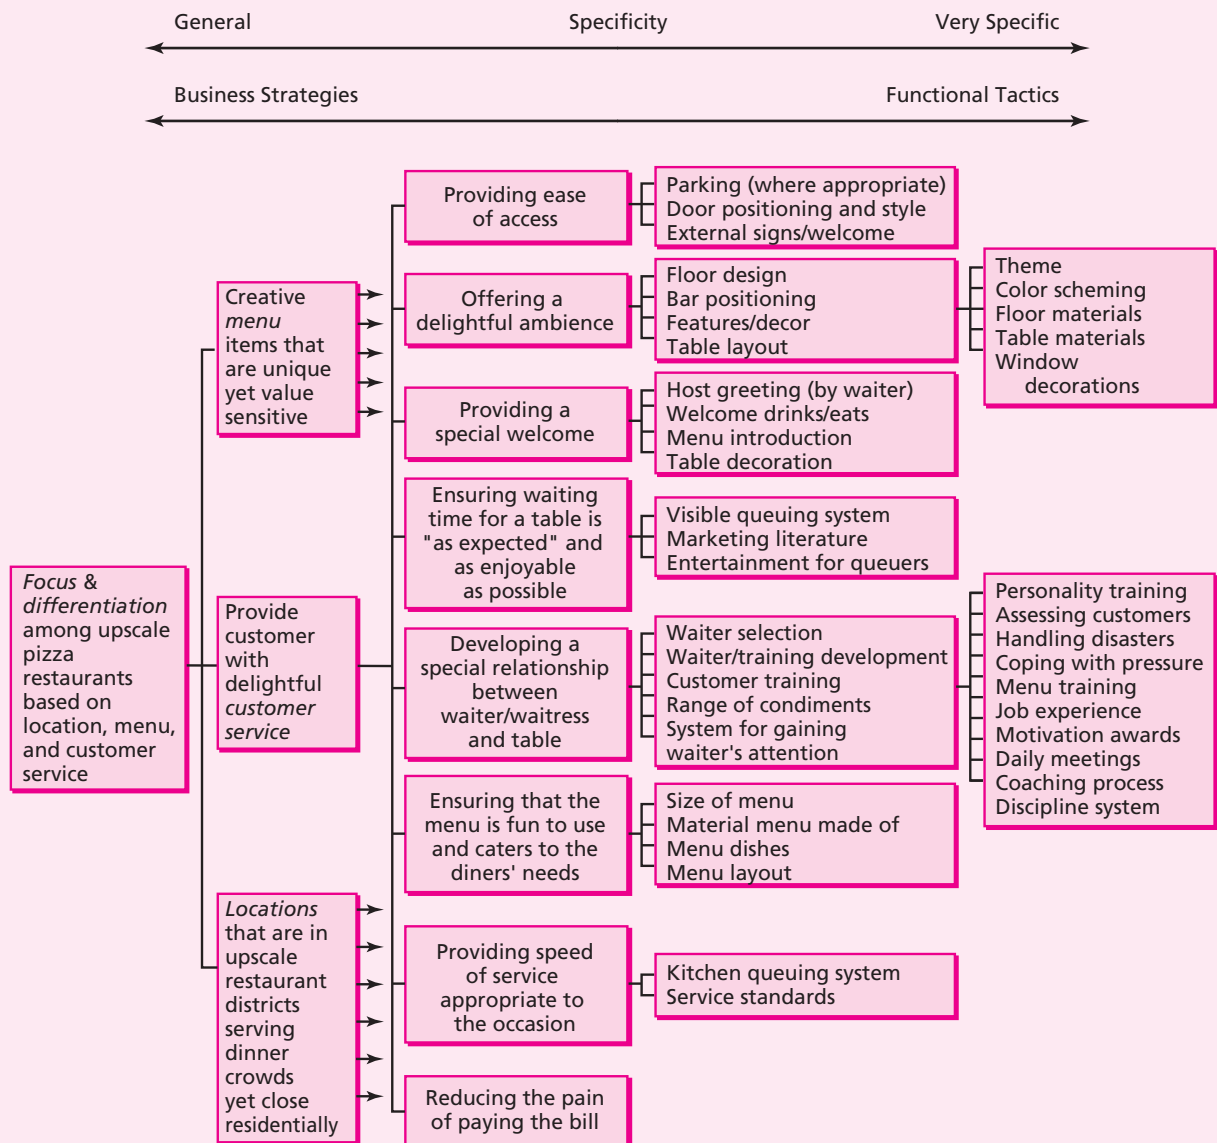 General
Specificity
Very Specific
Business Strategies
Functional Tactics
Focus &
differentiation
among upscale
pizza
restaurants
based on
location, menu,
and customer
service
Creative
menu
items that
are unique
yet value
sensitive
Provide
customer
with
delightful
customer
service
Locations
that are in
upscale
restaurant
districts
serving
dinner
crowds
yet close
residentially
Providing ease
of access
Parking (where appropriate)
Door positioning and style
External signs/welcome
Offering a
delightful ambience
Floor design
Bar positioning
Features/decor
Table layout
Theme
Color scheming
Floor materials
Table materials
Window
decorations
Providing a
special welcome
Host greeting (by waiter)
Welcome drinks/eats
Menu introduction
Table decoration
Ensuring waiting
time for a table is
"as expected" and
as enjoyable
as possible
Visible queuing system
Marketing literature
Entertainment for queuers
Developing a
special relationship
between
waiter/waitress
and table
Waiter selection
Waiter/training development
Customer training
Range of condiments
System for gaining
waiter's attention
Personality training
Assessing customers
Handling disasters
Coping with pressure
Menu training
Job experience
Motivation awards
Daily meetings
Coaching process
Discipline system
Ensuring that the
menu is fun to use
and caters to the
diners' needs
Size of menu
Material menu made of
Menu dishes
Menu layout
Providing speed
of service
appropriate to
the occasion
Kitchen queuing system
Service standards
Reducing the pain
of paying the bill